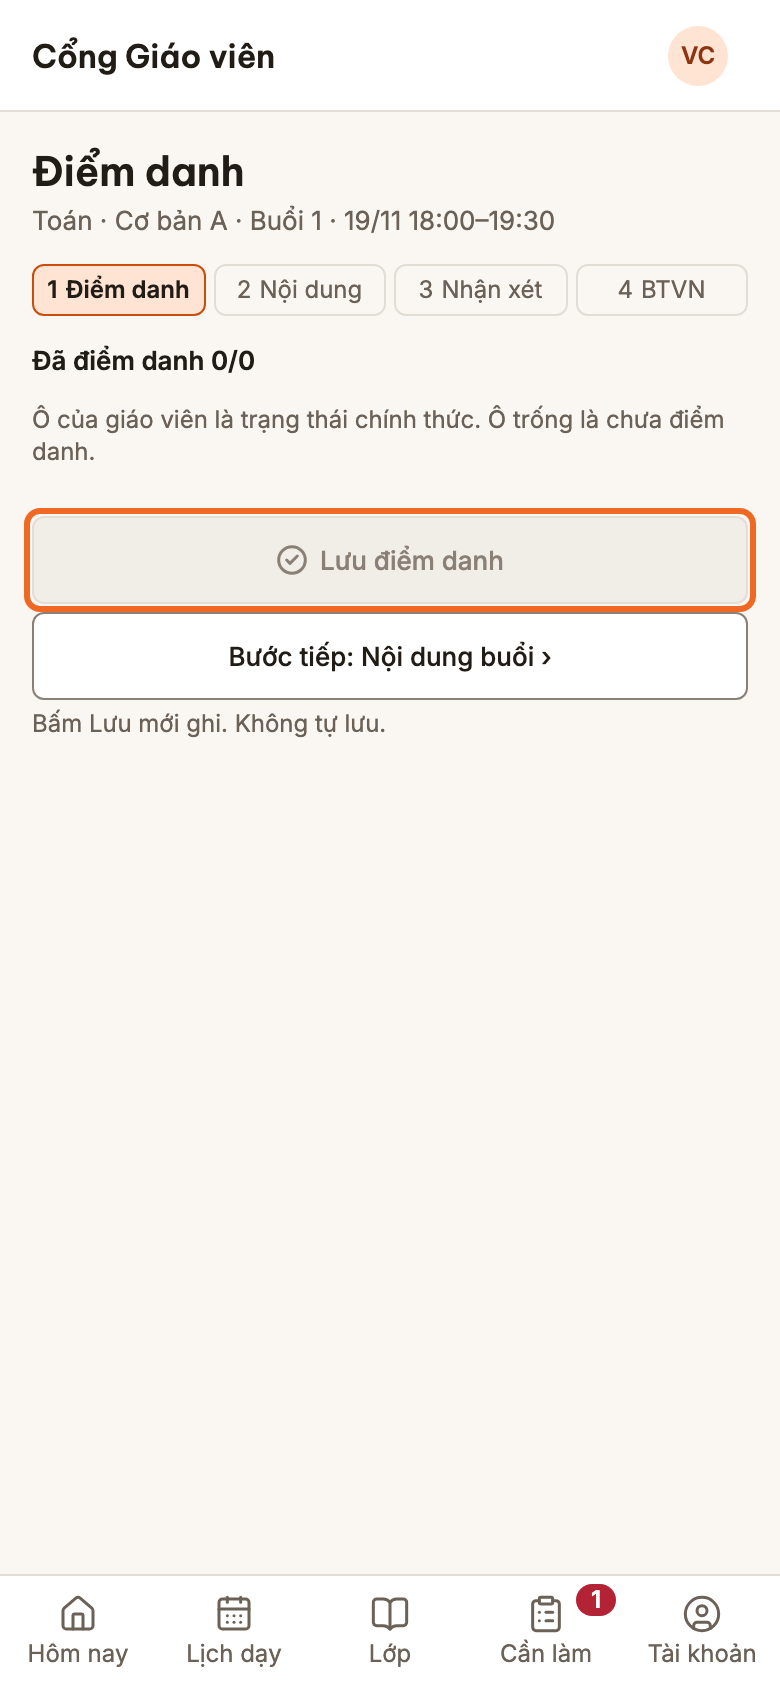 Cổng Giáo viên
VC
Điểm danh
Toán · Cơ bản A · Buổi 1 · 19/11 18:00–19:30
1 Điểm danh
2 Nội dung
3 Nhận xét
4 BTVN
Đã điểm danh 0/0
Ô của giáo viên là trạng thái chính thức. Ô trống là chưa điểm
danh.
Lưu điểm danh
Bước tiếp: Nội dung buổi ›
Bấm Lưu mới ghi. Không tự lưu.
1
Hôm nay
Lịch dạy
Lớp
Cần làm
Tài khoản